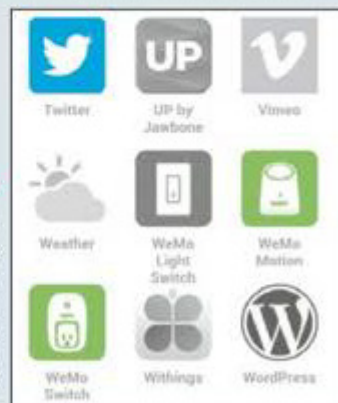 UP
Twitter
UP by
Jawbone
Vimeo
Weather
WeMo
Light
Switch
WeMo
Motion
WeMo
Switch
Withings
WordPress